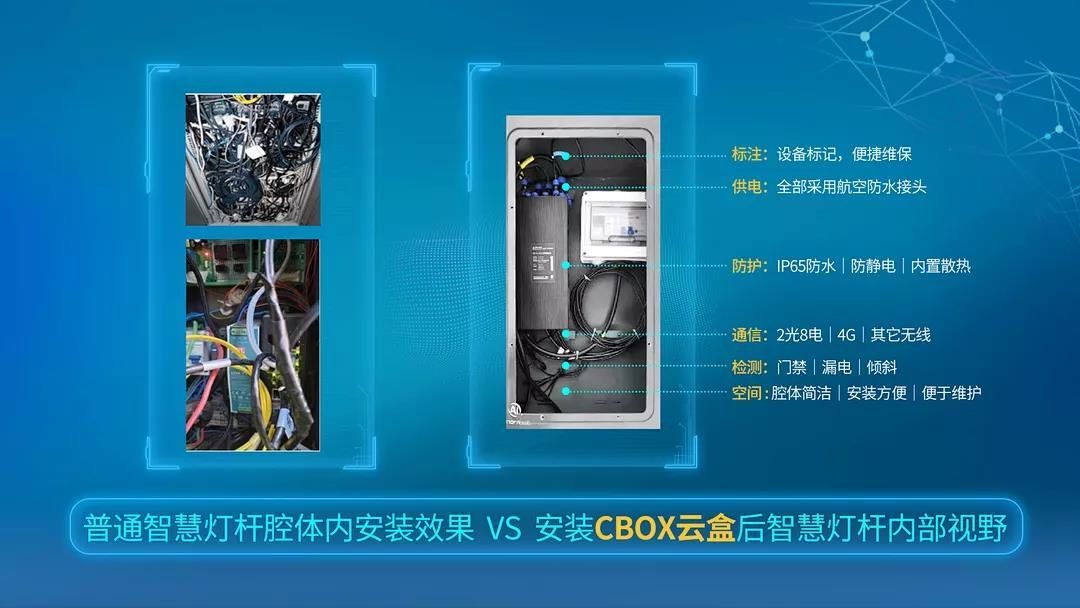 标注：设备标记，便捷维保
供电：全部采用航空防水接头
防护：IP65防水｜防静电｜内置散热
通信：2光8电｜4G｜其它无线
检测：门禁｜漏电｜倾斜
空间：腔体简洁｜安装方便｜便于维护
AI
普通智慧灯杆腔体内安装效果 VS 安装CBOX云盒后智慧灯杆内部视野